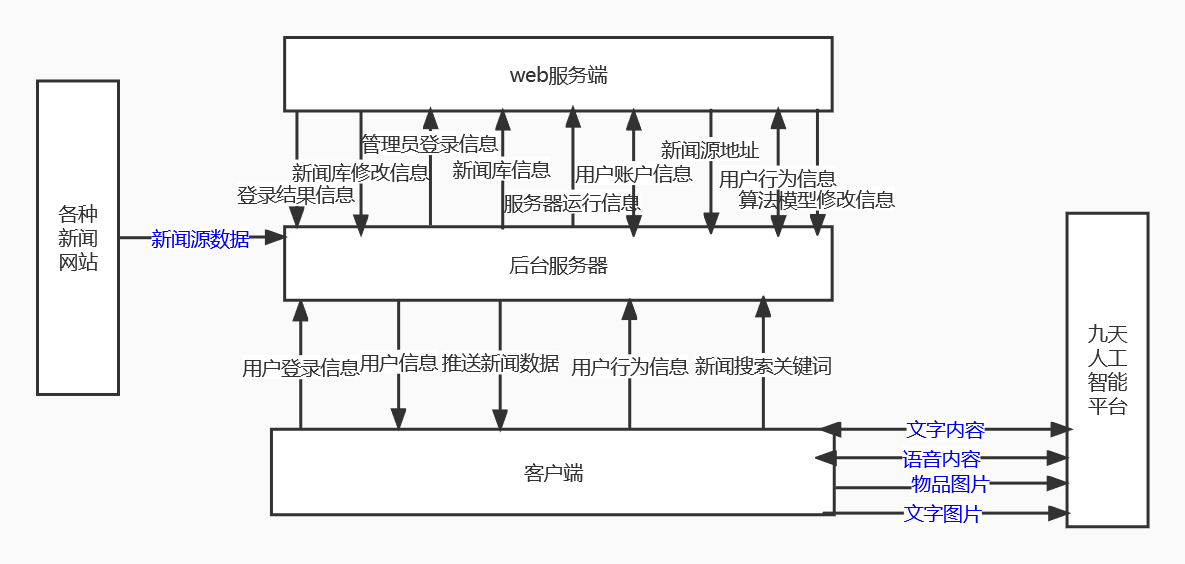 web服务端
管理员登录信息
新闻源地址
新闻库修改信息
新闻库信息
用户账户信息
用户行为信息
登录结果信息
服务器运行信息
算法模型修改信息
各种
新闻
网站
新闻源数据
后台服务器
用户登录信息
用户信息
推送新闻数据
用户行为信息
新闻搜索关键词
九天
人工
智能
平台
客户端
文字内容
语音内容
物品图片
文字图片